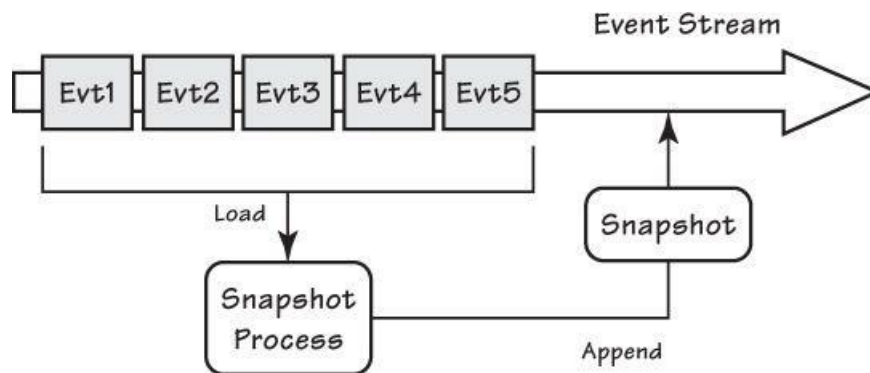 Event Stream
Evt1 Evt2 Evt3 Evt4 Evt5
Load
Snapshot
Snapshot
Process
Append